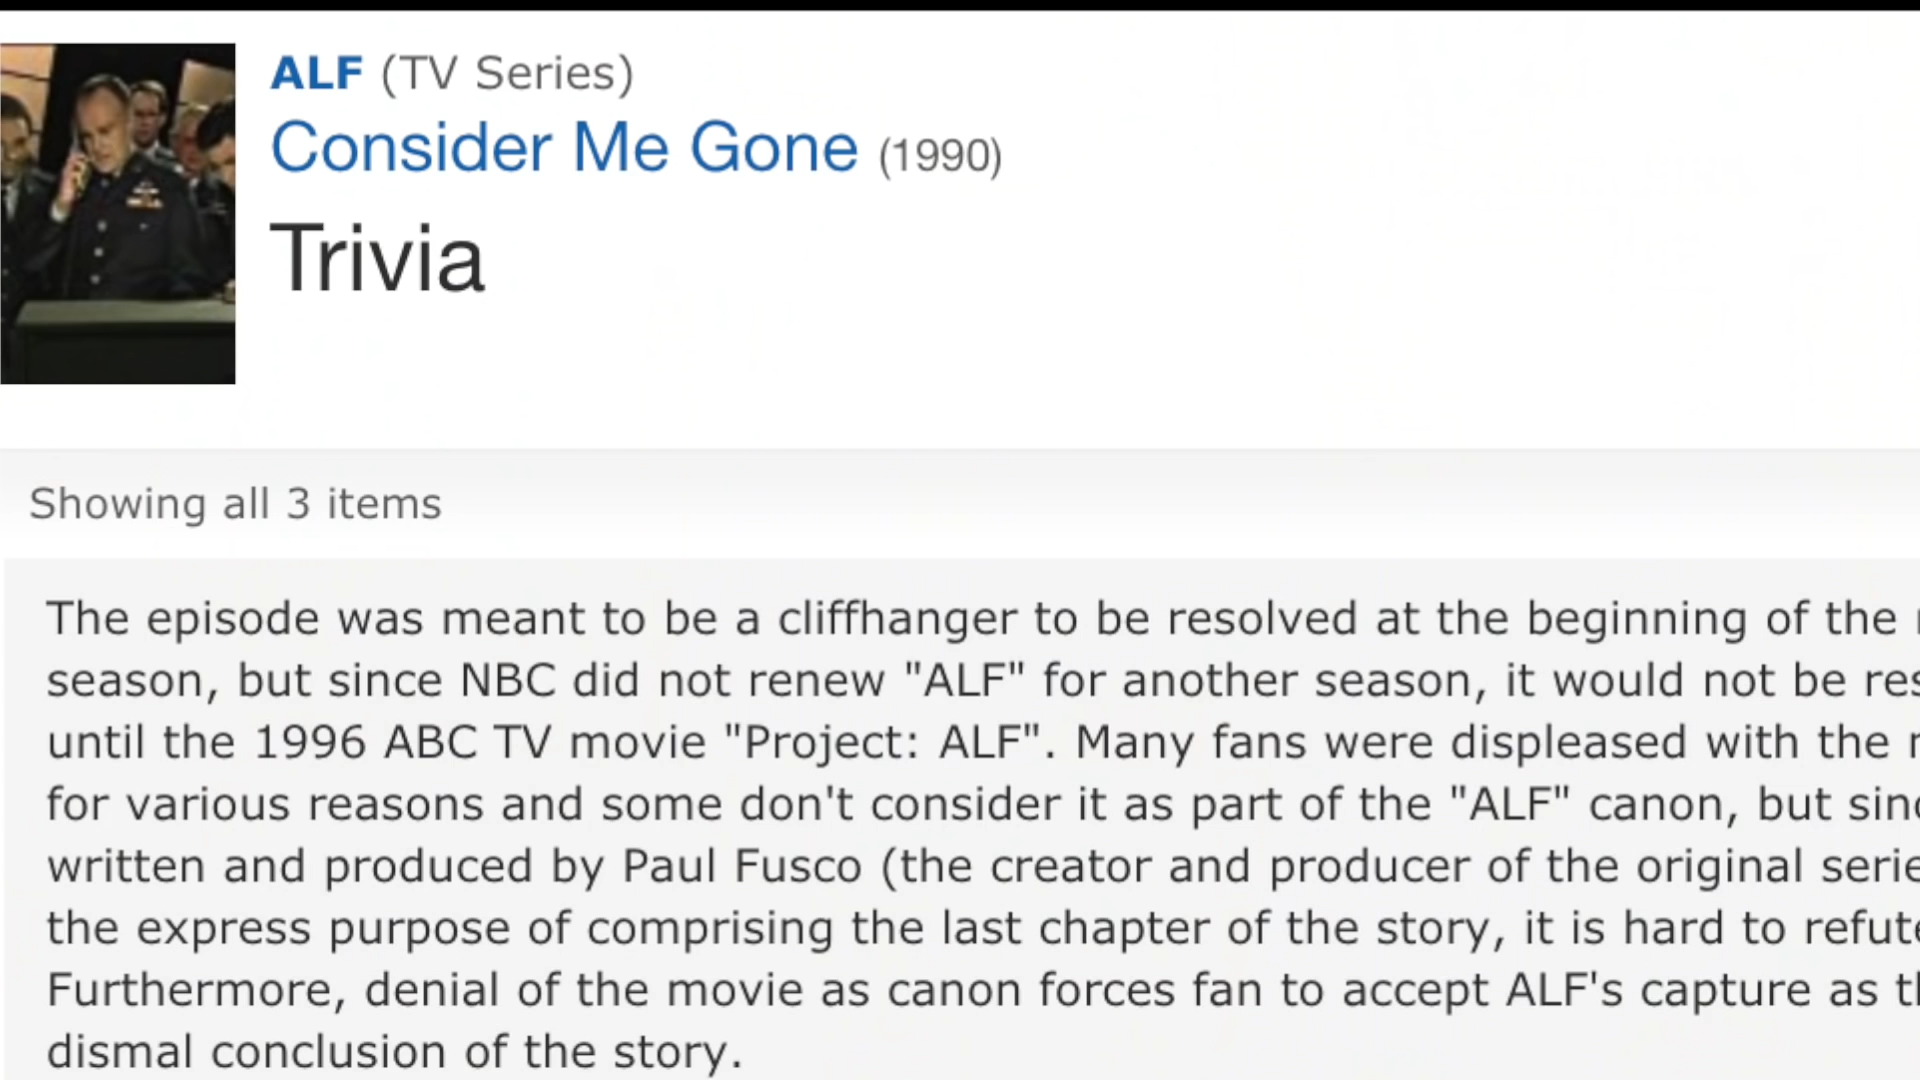 ALF (TV Series)
Consider Me Gone (1990)
Trivia
Showing all 3 items
The episode was meant to be a cliffhanger to be resolved at the beginning of the
season, but since NBC did not renew "ALF" for another season, it would not be
until the 1996 ABC TV movie "Project: ALF". Many fans were displeased with the
for various reasons and some don't consider it as part of the "ALF" canon, but
written and produced by Paul Fusco (the creator and producer of the original
the express purpose of comprising the last chapter of the story, it is hard to
Furthermore, denial of the movie as canon forces fan to accept ALF's capture as
dismal conclusion of the story.